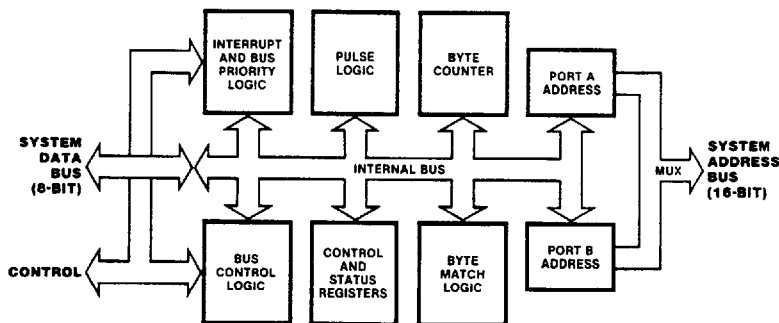 INTERRUPT
AND BUS
PRIORITY
LOGIC
PULSE
LOGIC
BYTE
COUNTER
PORT A
ADDRESS
SYSTEM
DATA
BUS
(8-BIT)
INTERNAL BUS
MUX
SYSTEM
ADDRESS
BUS
(16-BIT)
CONTROL
BUS
CONTROL
LOGIC
CONTROL
AND
STATUS
REGISTERS
BYTE
MATCH
LOGIC
PORT B
ADDRESS